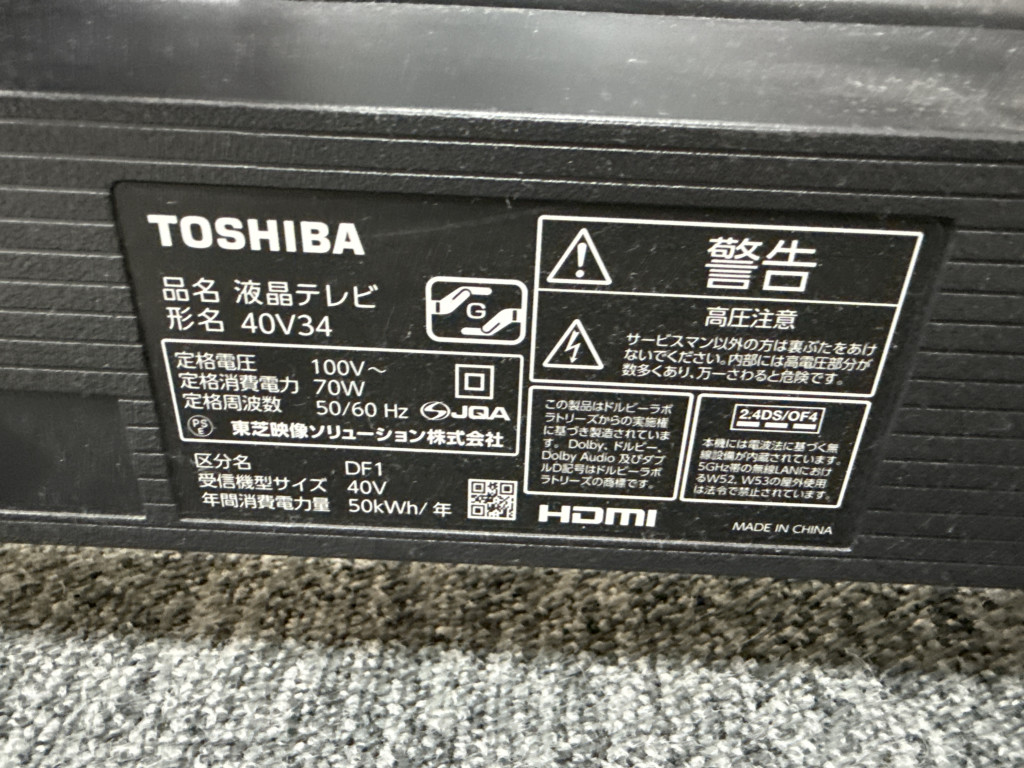 TOSHIBA
品名 液晶テレビ
形名 40V34
G
定格電圧 100V～
定格消費電力 70W
定格周波数 50/60 Hz
JQA
PS
E
東芝映像ソリューション株式会社
区分名 DF1
受信機型サイズ 40V
年間消費電力量 50kWh/年
警告
高圧注意
サービスマン以外の方は裏ぶたをあけ
ないでください。内部には高電圧部分が
数多くあり、万一さわると危険です。
この製品はドルビーラボ
ラトリーズからの実施権
に基づき製造されていま
す。Dolby、ドルビー、
Dolby Audio 及びダブ
ルD記号はドルビーラボ
ラトリーズの商標です。
2.4DS/OF4
本機には電波法に基づく無
線設備が内蔵されています。
5GHz帯の無線LANにおけ
るW52, W53の屋外使用
は法令で禁止されています。
HDMI
MADE IN CHINA